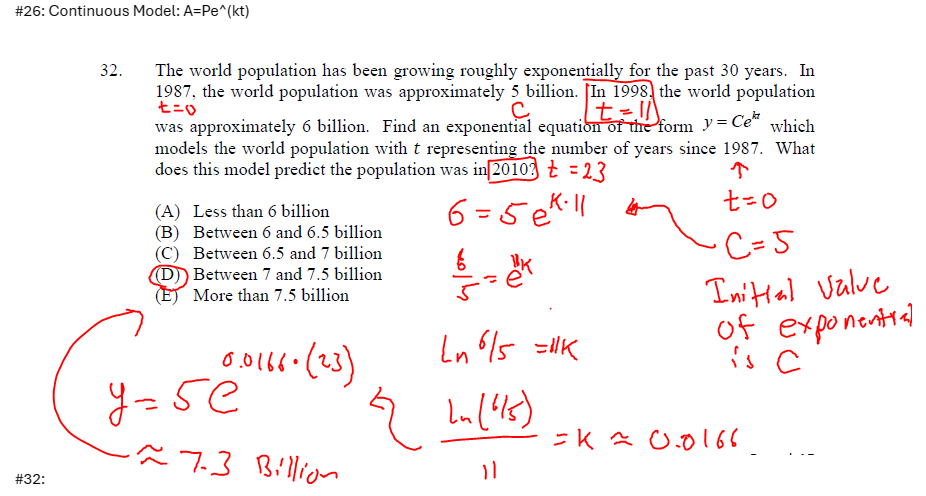 #26: Continuous Model: A=Pe^(kt)
32. The world population has been growing roughly exponentially for the past 30 years. In
1987, the world population was approximately 5 billion. In 1998, the world population
t=0 C t=11
was approximately 6 billion. Find an exponential equation of the form y = Ce^kt which
models the world population with t representing the number of years since 1987. What
does this model predict the population was in 2010? t=23
t=0
(A) Less than 6 billion
(B) Between 6 and 6.5 billion
(C) Between 6.5 and 7 billion
(D) Between 7 and 7.5 billion
(E) More than 7.5 billion
6=5e^K·11
C=5
6/5=e^11K
Initial value
of exponential
is C
Ln 6/5 =11K
Ln(6/5)/11 =K ≈ 0.0166
y=5e^0.0166·(23)
≈ 7.3 Billion
#32: